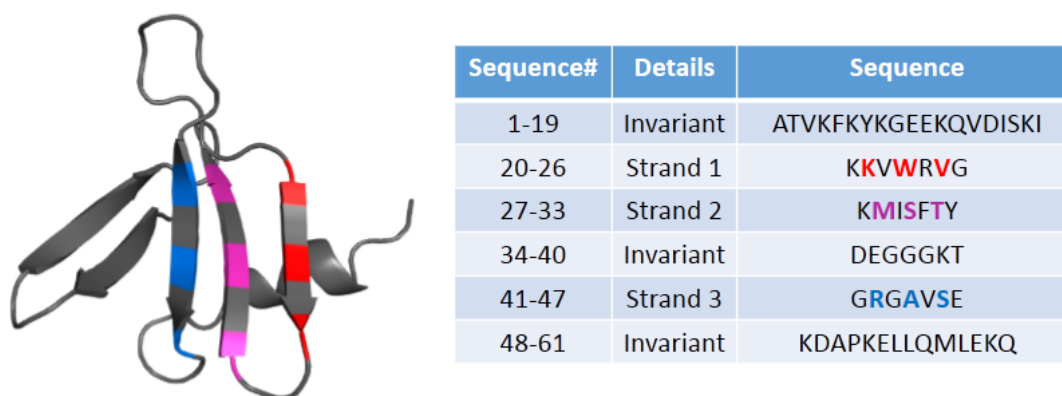 Sequence# Details Sequence
1-19 Invariant ATVKFKYKGEEKQVDISKI
20-26 Strand 1 KKVWRVG
27-33 Strand 2 KMISFTY
34-40 Invariant DEGGGKT
41-47 Strand 3 GRGAVSE
48-61 Invariant KDAPKELLQMLEKQ